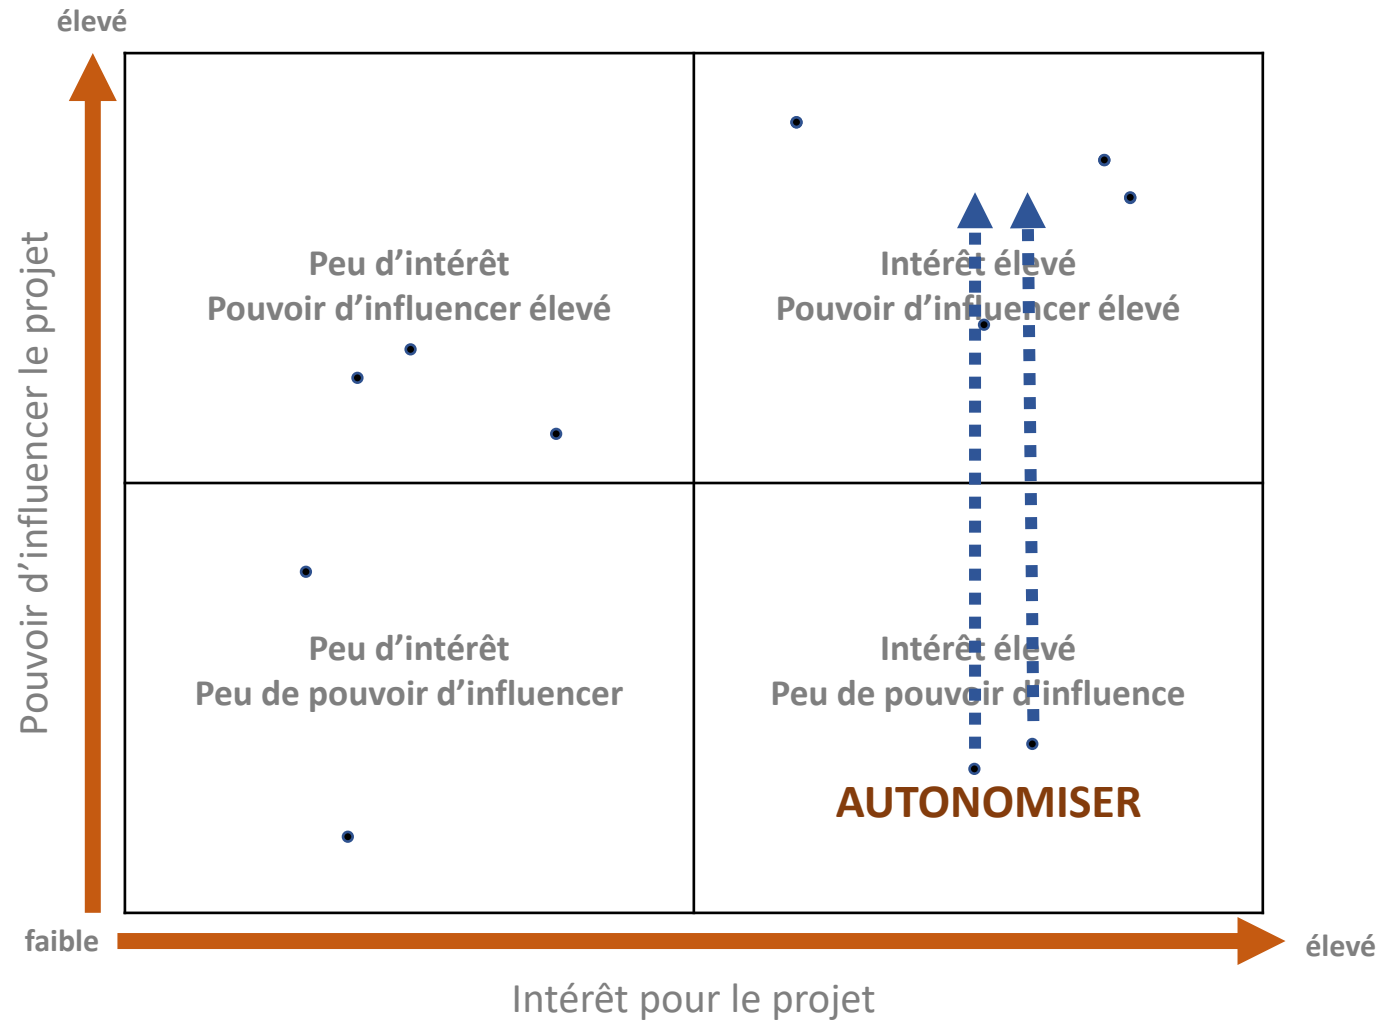 élevé
Pouvoir d'influencer le projet
Peu d'intérêt
Pouvoir d'influencer élevé
Intérêt élevé
Pouvoir d'influencer élevé
Peu d'intérêt
Peu de pouvoir d'influencer
Intérêt élevé
Peu de pouvoir d'influence
AUTONOMISER
faible
élevé
Intérêt pour le projet